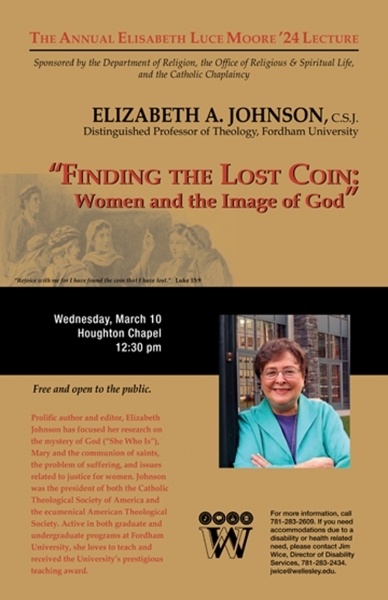 THE ANNUAL ELISABETH LUCE MOORE '24 LECTURE
Sponsored by the Department of Religion, the Office of Religious & Spiritual Life,
and the Catholic Chaplaincy
ELIZABETH A. JOHNSON, C.S.J.
Distinguished Professor of Theology, Fordham University
"FINDING THE LOST COIN:
Women and the Image of God"
"Rejoice with me for I have found the coin that I have lost." Luke 15:9
Wednesday, March 10
Houghton Chapel
12:30 pm
Free and open to the public.
Prolific author and editor, Elizabeth
Johnson has focused her research on
the mystery of God ("She Who Is"),
Mary and the communion of saints,
the problem of suffering, and issues
related to justice for women. Johnson
was the president of both the Catholic
Theological Society of America and
the ecumenical American Theological
Society. Active in both graduate and
undergraduate programs at Fordham
University, she loves to teach and
received the University's prestigious
teaching award.
W
For more information, call
781-283-2609. If you need
accommodations due to a
disability or health related
need, please contact Jim
Wice, Director of Disability
Services, 781-283-2434.
jwice@wellesley.edu.